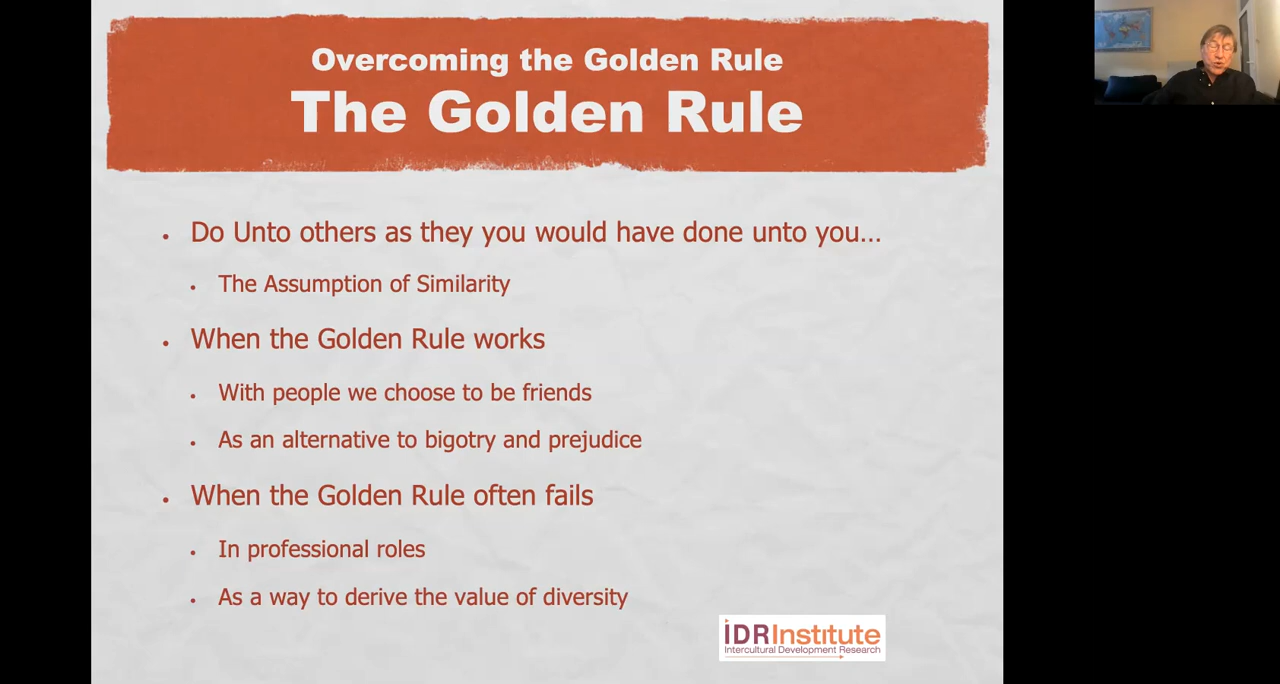 Overcoming the Golden Rule
The Golden Rule
Do Unto others as they you would have done unto you...
The Assumption of Similarity
When the Golden Rule works
With people we choose to be friends
As an alternative to bigotry and prejudice
When the Golden Rule often fails
In professional roles
As a way to derive the value of diversity
IDRInstitute
Intercultural Development Research